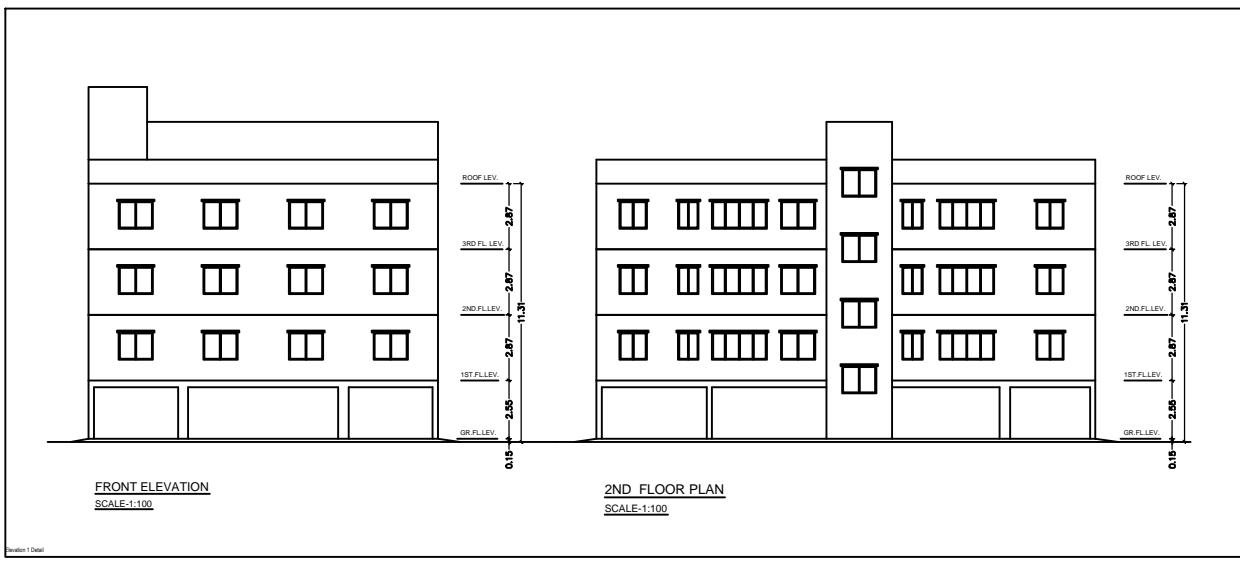 ROOF LEV.
2.87
3RD FL. LEV.
2.87
2ND.FL.LEV.
11.31
2.87
1ST.FL.LEV.
2.55
GR.FL.LEV.
0.15
FRONT ELEVATION
SCALE-1:100
ROOF LEV.
2.87
3RD FL. LEV.
2.87
2ND.FL.LEV.
11.31
2.87
1ST.FL.LEV.
2.55
GR.FL.LEV.
0.15
2ND FLOOR PLAN
SCALE-1:100
Elevation 1 Detail